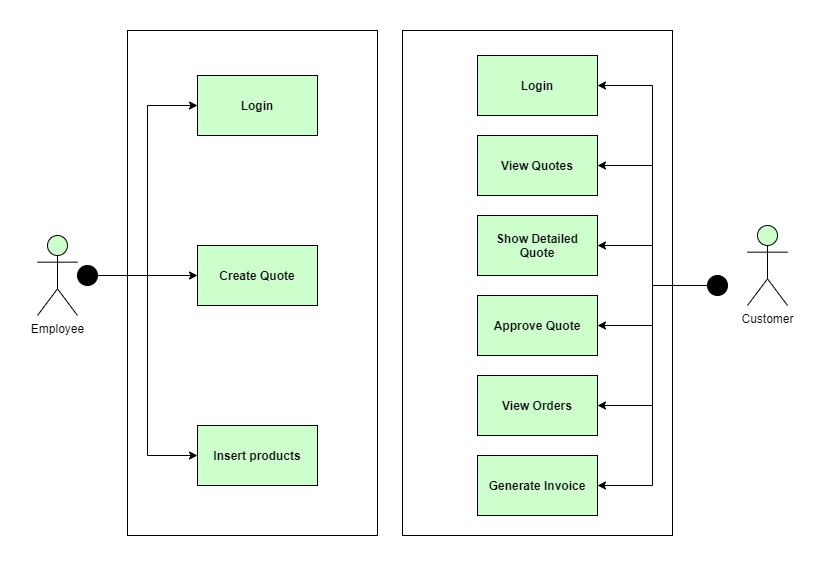 Login
Create Quote
Insert products
Employee
Login
View Quotes
Show Detailed
Quote
Approve Quote
View Orders
Generate Invoice
Customer